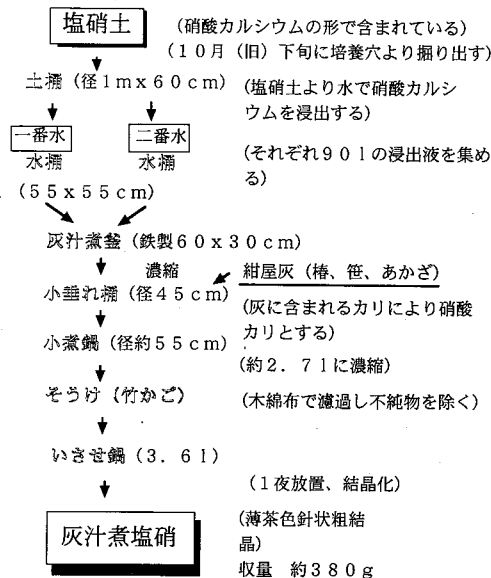 塩硝土
(硝酸カルシウムの形で含まれている)
(10月(旧)下旬に培養穴より掘り出す)
土桶(径1mx60cm)
(塩硝土より水で硝酸カルシ
ウムを浸出する)
一番水 二番水
水桶 水桶
(それぞれ90lの浸出液を集め
る)
(55x55cm)
灰汁煮釜(鉄製60x30cm)
濃縮
紺屋灰(椿、笹、あかざ)
小垂れ桶(径45cm)
(灰に含まれるカリにより硝酸
カリとする)
小煮鍋(径約55cm)
(約2.7lに濃縮)
そうけ(竹かご)
(木綿布で濾過し不純物を除く)
いさせ鍋(3.6l)
(1夜放置、結晶化)
灰汁煮塩硝
(薄茶色針状粗結
晶)
収量 約380g